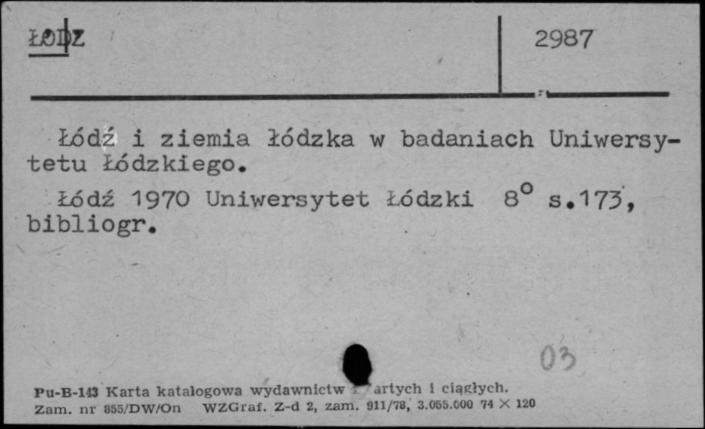 ŁÓDŹ
2987
Łódź i ziemia łódzka w badaniach Uniwersy-
tetu Łódzkiego.
Łódź 1970 Uniwersytet Łódzki 8° s.173,
bibliogr.
03
Pu-B-143 Karta katalogowa wydawnictw artych i ciągłych.
Zam. nr 855/DW/On WZGraf. Z-d 2, zam. 911/78, 3.055.000 74 X 120